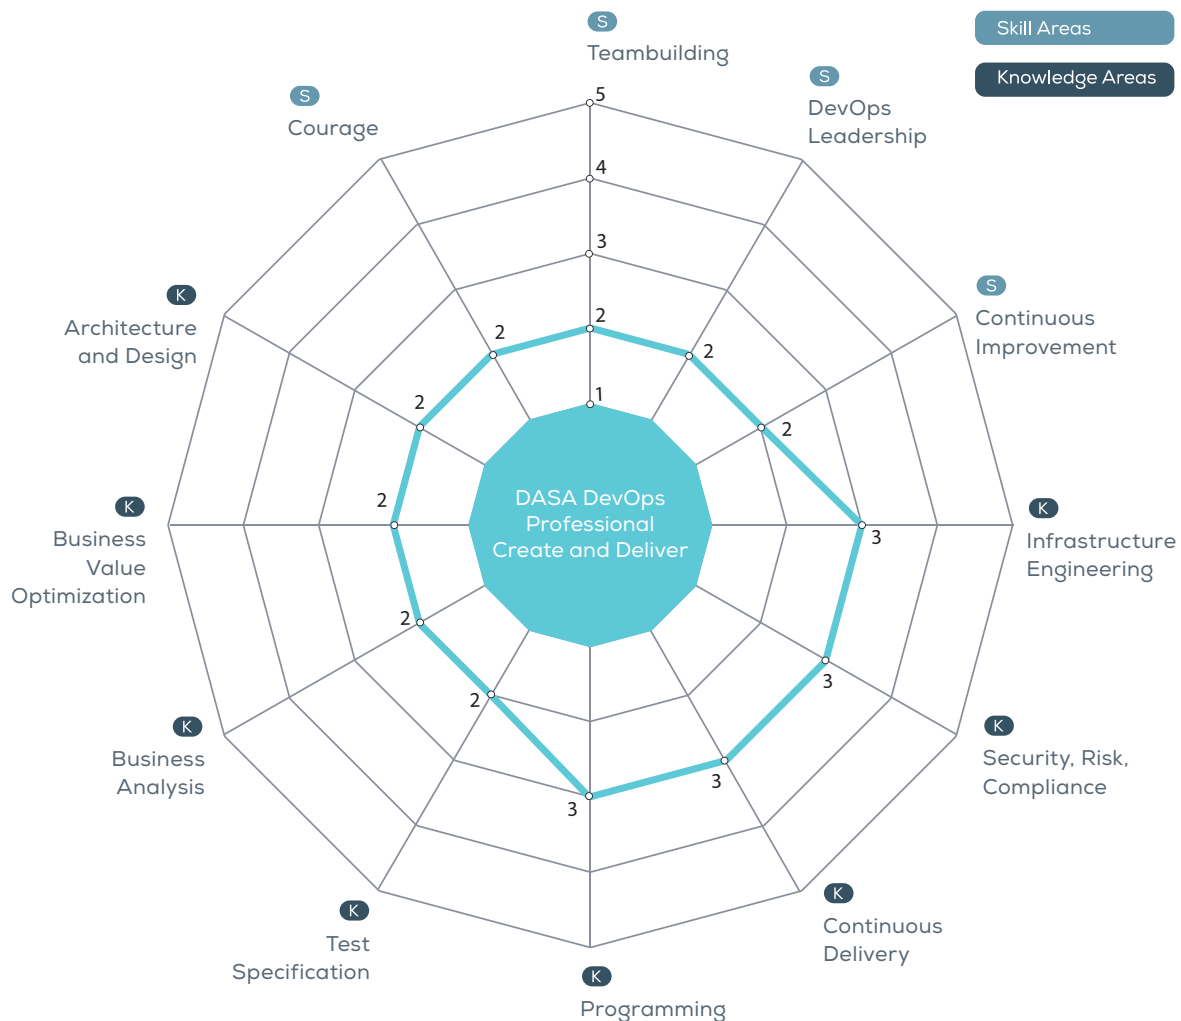 S
Teambuilding
Skill Areas
Knowledge Areas
S
DevOps
Leadership
S
Courage
5
4
3
2
1
2
2
S
Continuous
Improvement
K
Architecture
and Design
2
2
K
Business
Value
Optimization
2
DASA DevOps
Professional
Create and Deliver
3
K
Infrastructure
Engineering
2
3
K
Security, Risk,
Compliance
K
Business
Analysis
2
3
3
K
Continuous
Delivery
K
Test
Specification
K
Programming